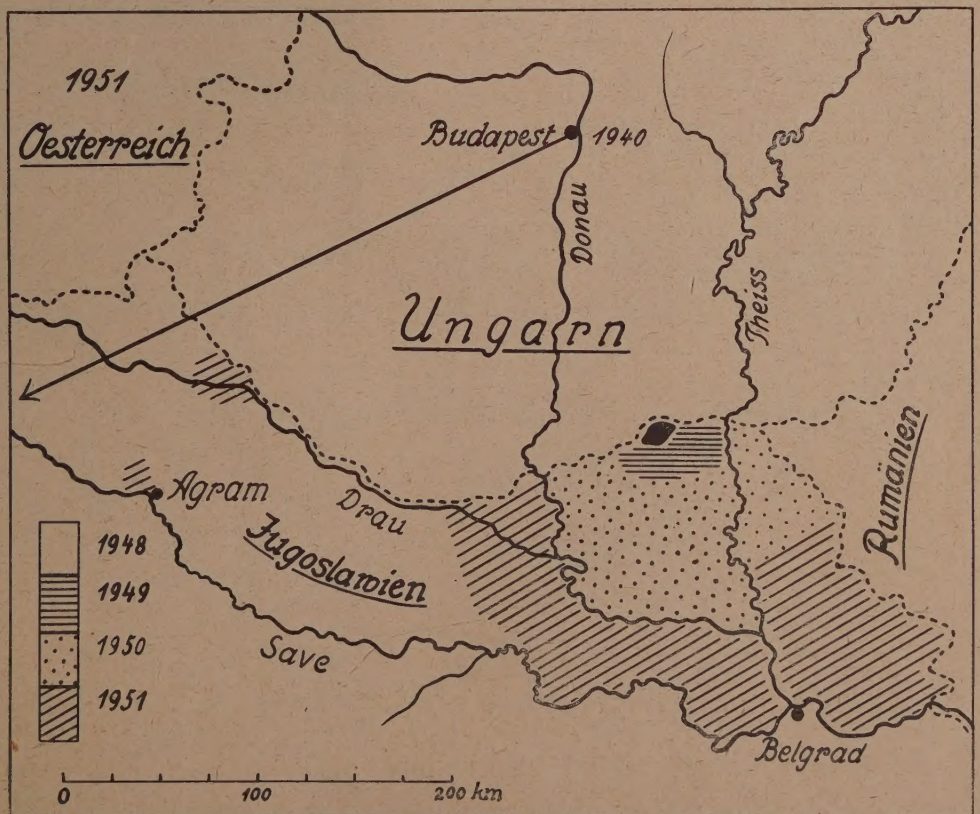 1951
Oesterreich
Budapest 1940
Donau
Theiss
Ungarn
Rumänien
Agram
Drau
Jugoslawien
Save
Belgrad
1948
1949
1950
1951
0 100 200 km